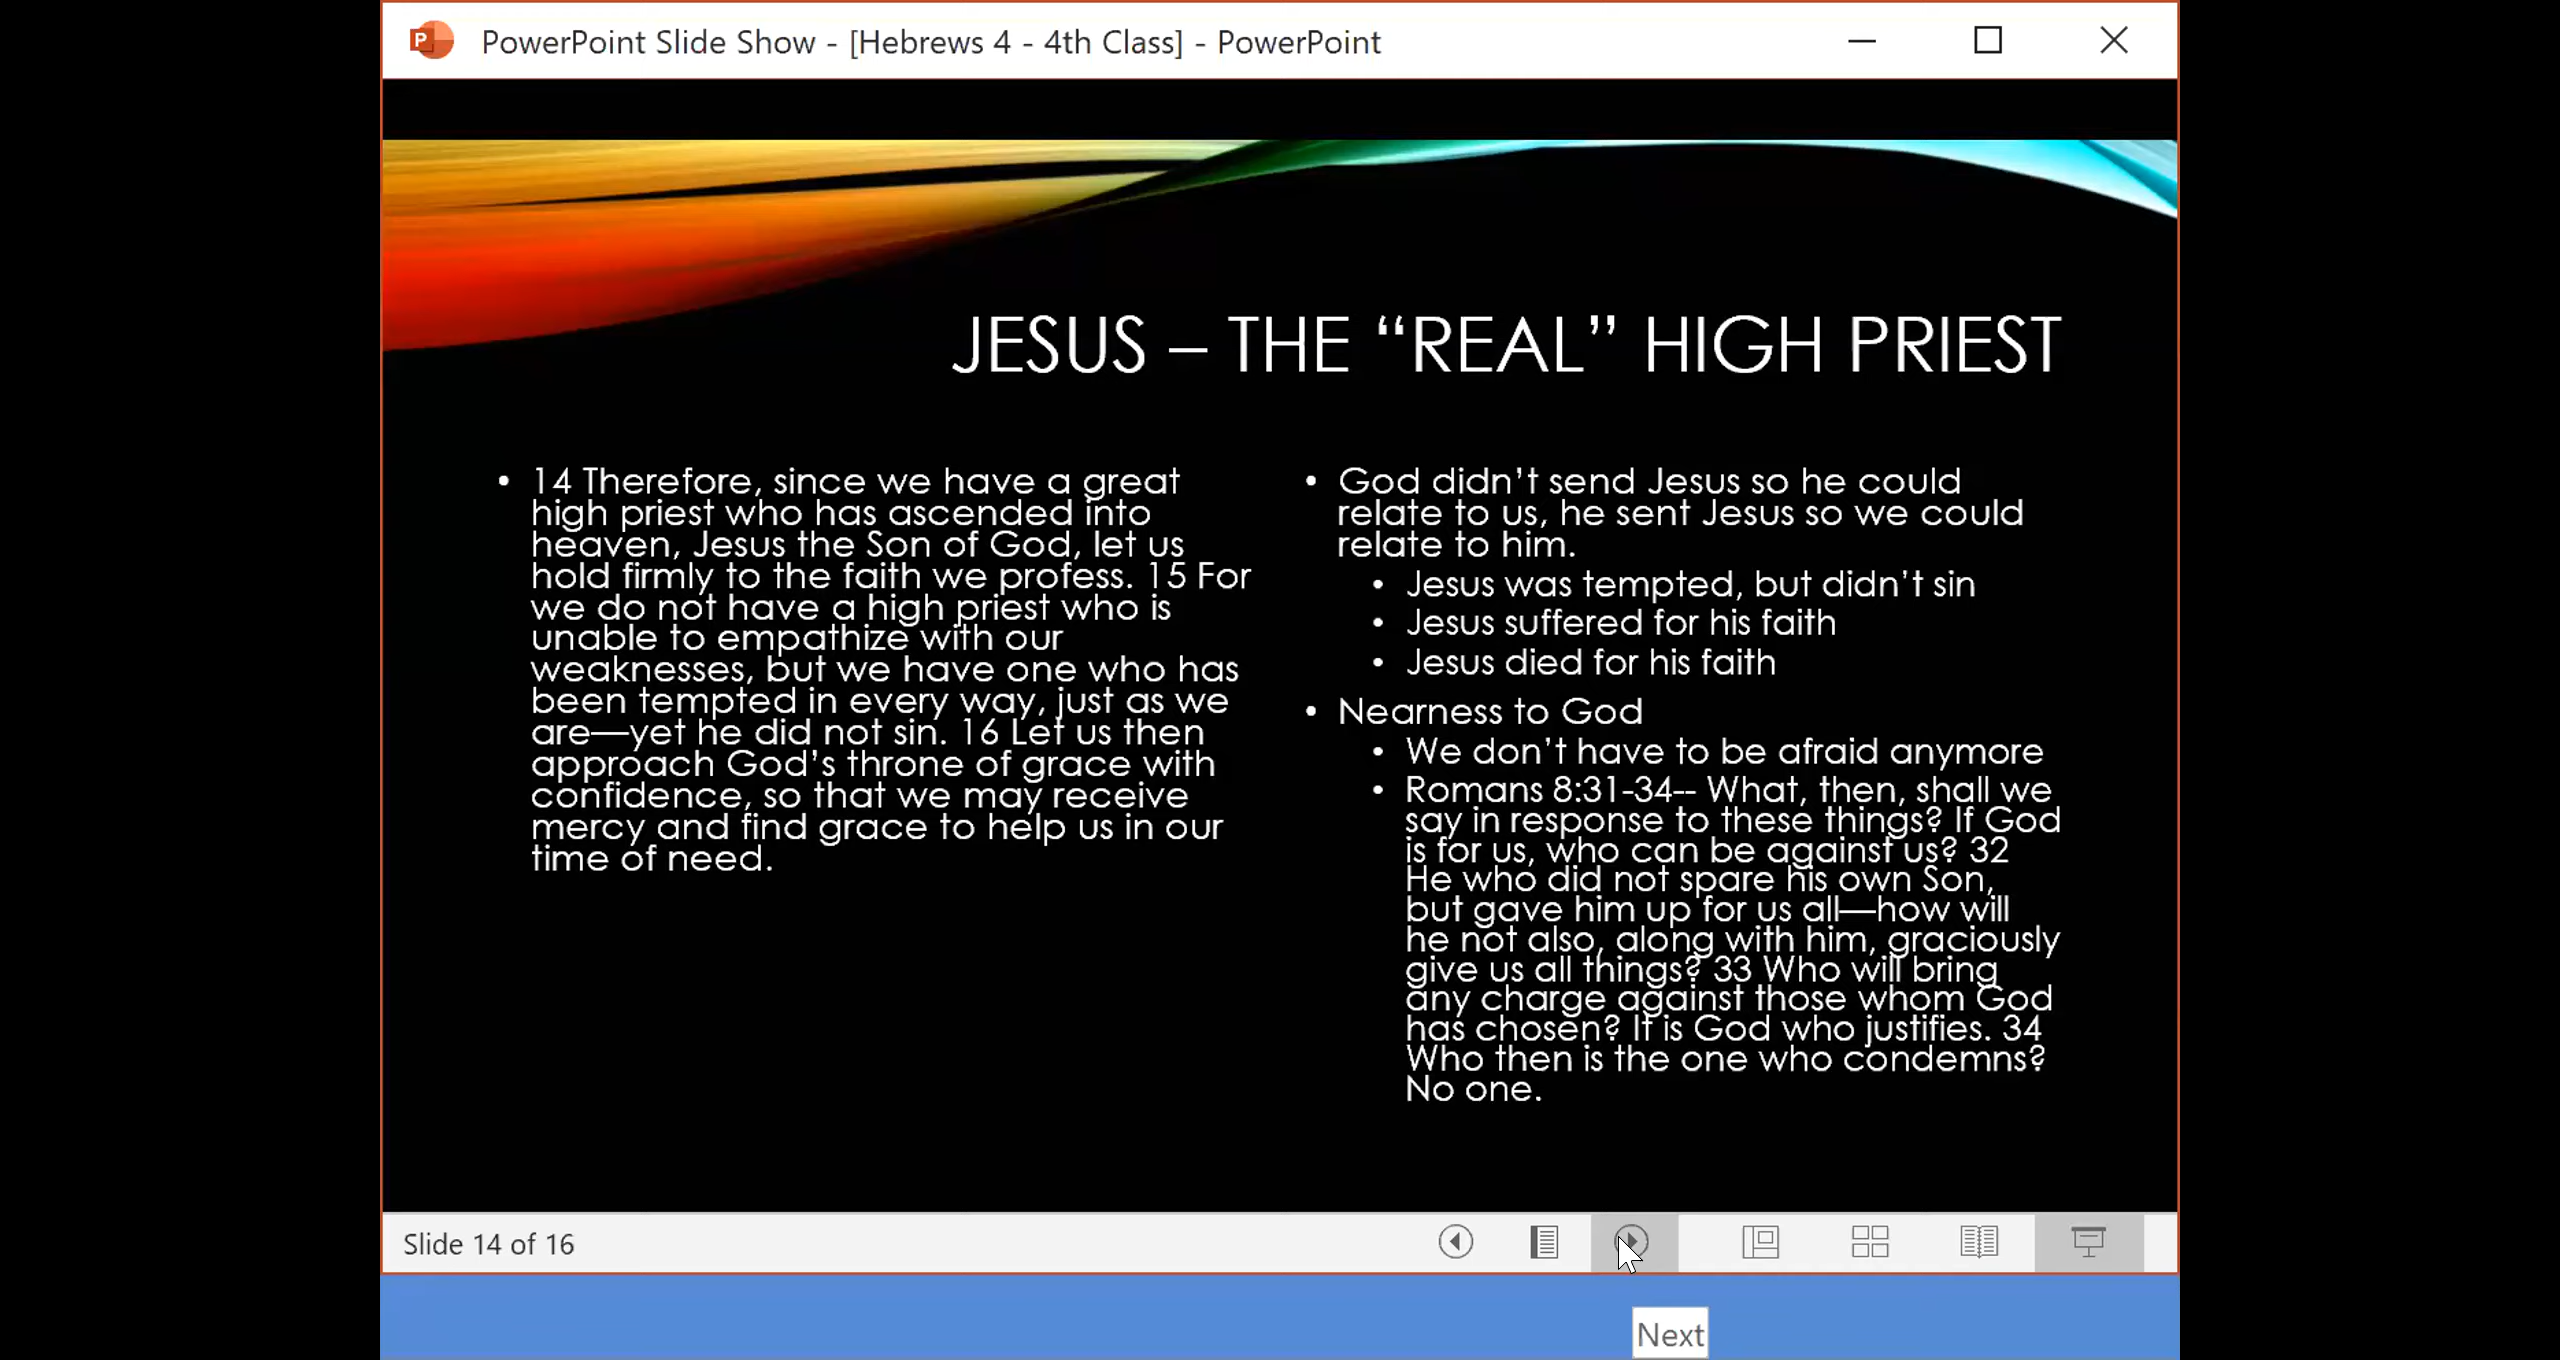 PowerPoint Slide Show - [Hebrews 4 - 4th Class] - PowerPoint
JESUS – THE “REAL” HIGH PRIEST
• 14 Therefore, since we have a great
high priest who has ascended into
heaven, Jesus the Son of God, let us
hold firmly to the faith we profess. 15 For
we do not have a high priest who is
unable to empathize with our
weaknesses, but we have one who has
been tempted in every way, just as we
are—yet he did not sin. 16 Let us then
approach God’s throne of grace with
confidence, so that we may receive
mercy and find grace to help us in our
time of need.
• God didn’t send Jesus so he could
relate to us, he sent Jesus so we could
relate to him.
• Jesus was tempted, but didn’t sin
• Jesus suffered for his faith
• Jesus died for his faith
• Nearness to God
• We don’t have to be afraid anymore
• Romans 8:31-34-- What, then, shall we
say in response to these things? If God
is for us, who can be against us? 32
He who did not spare his own Son,
but gave him up for us all—how will
he not also, along with him, graciously
give us all things? 33 Who will bring
any charge against those whom God
has chosen? It is God who justifies. 34
Who then is the one who condemns?
No one.
Slide 14 of 16
Next